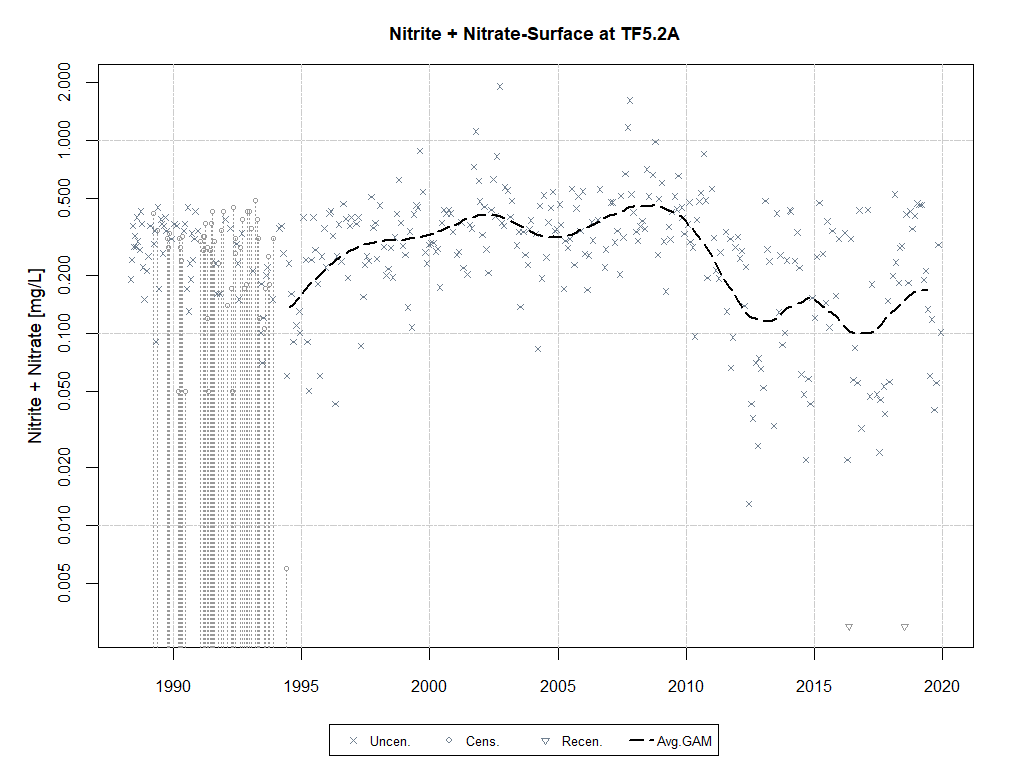 Nitrite + Nitrate-Surface at TF5.2A
Nitrite + Nitrate [mg/L]
2.000
1.000
0.500
0.200
0.100
0.050
0.020
0.010
0.005
1990 1995 2000 2005 2010 2015 2020
Uncen. Cens. Recen. Avg.GAM